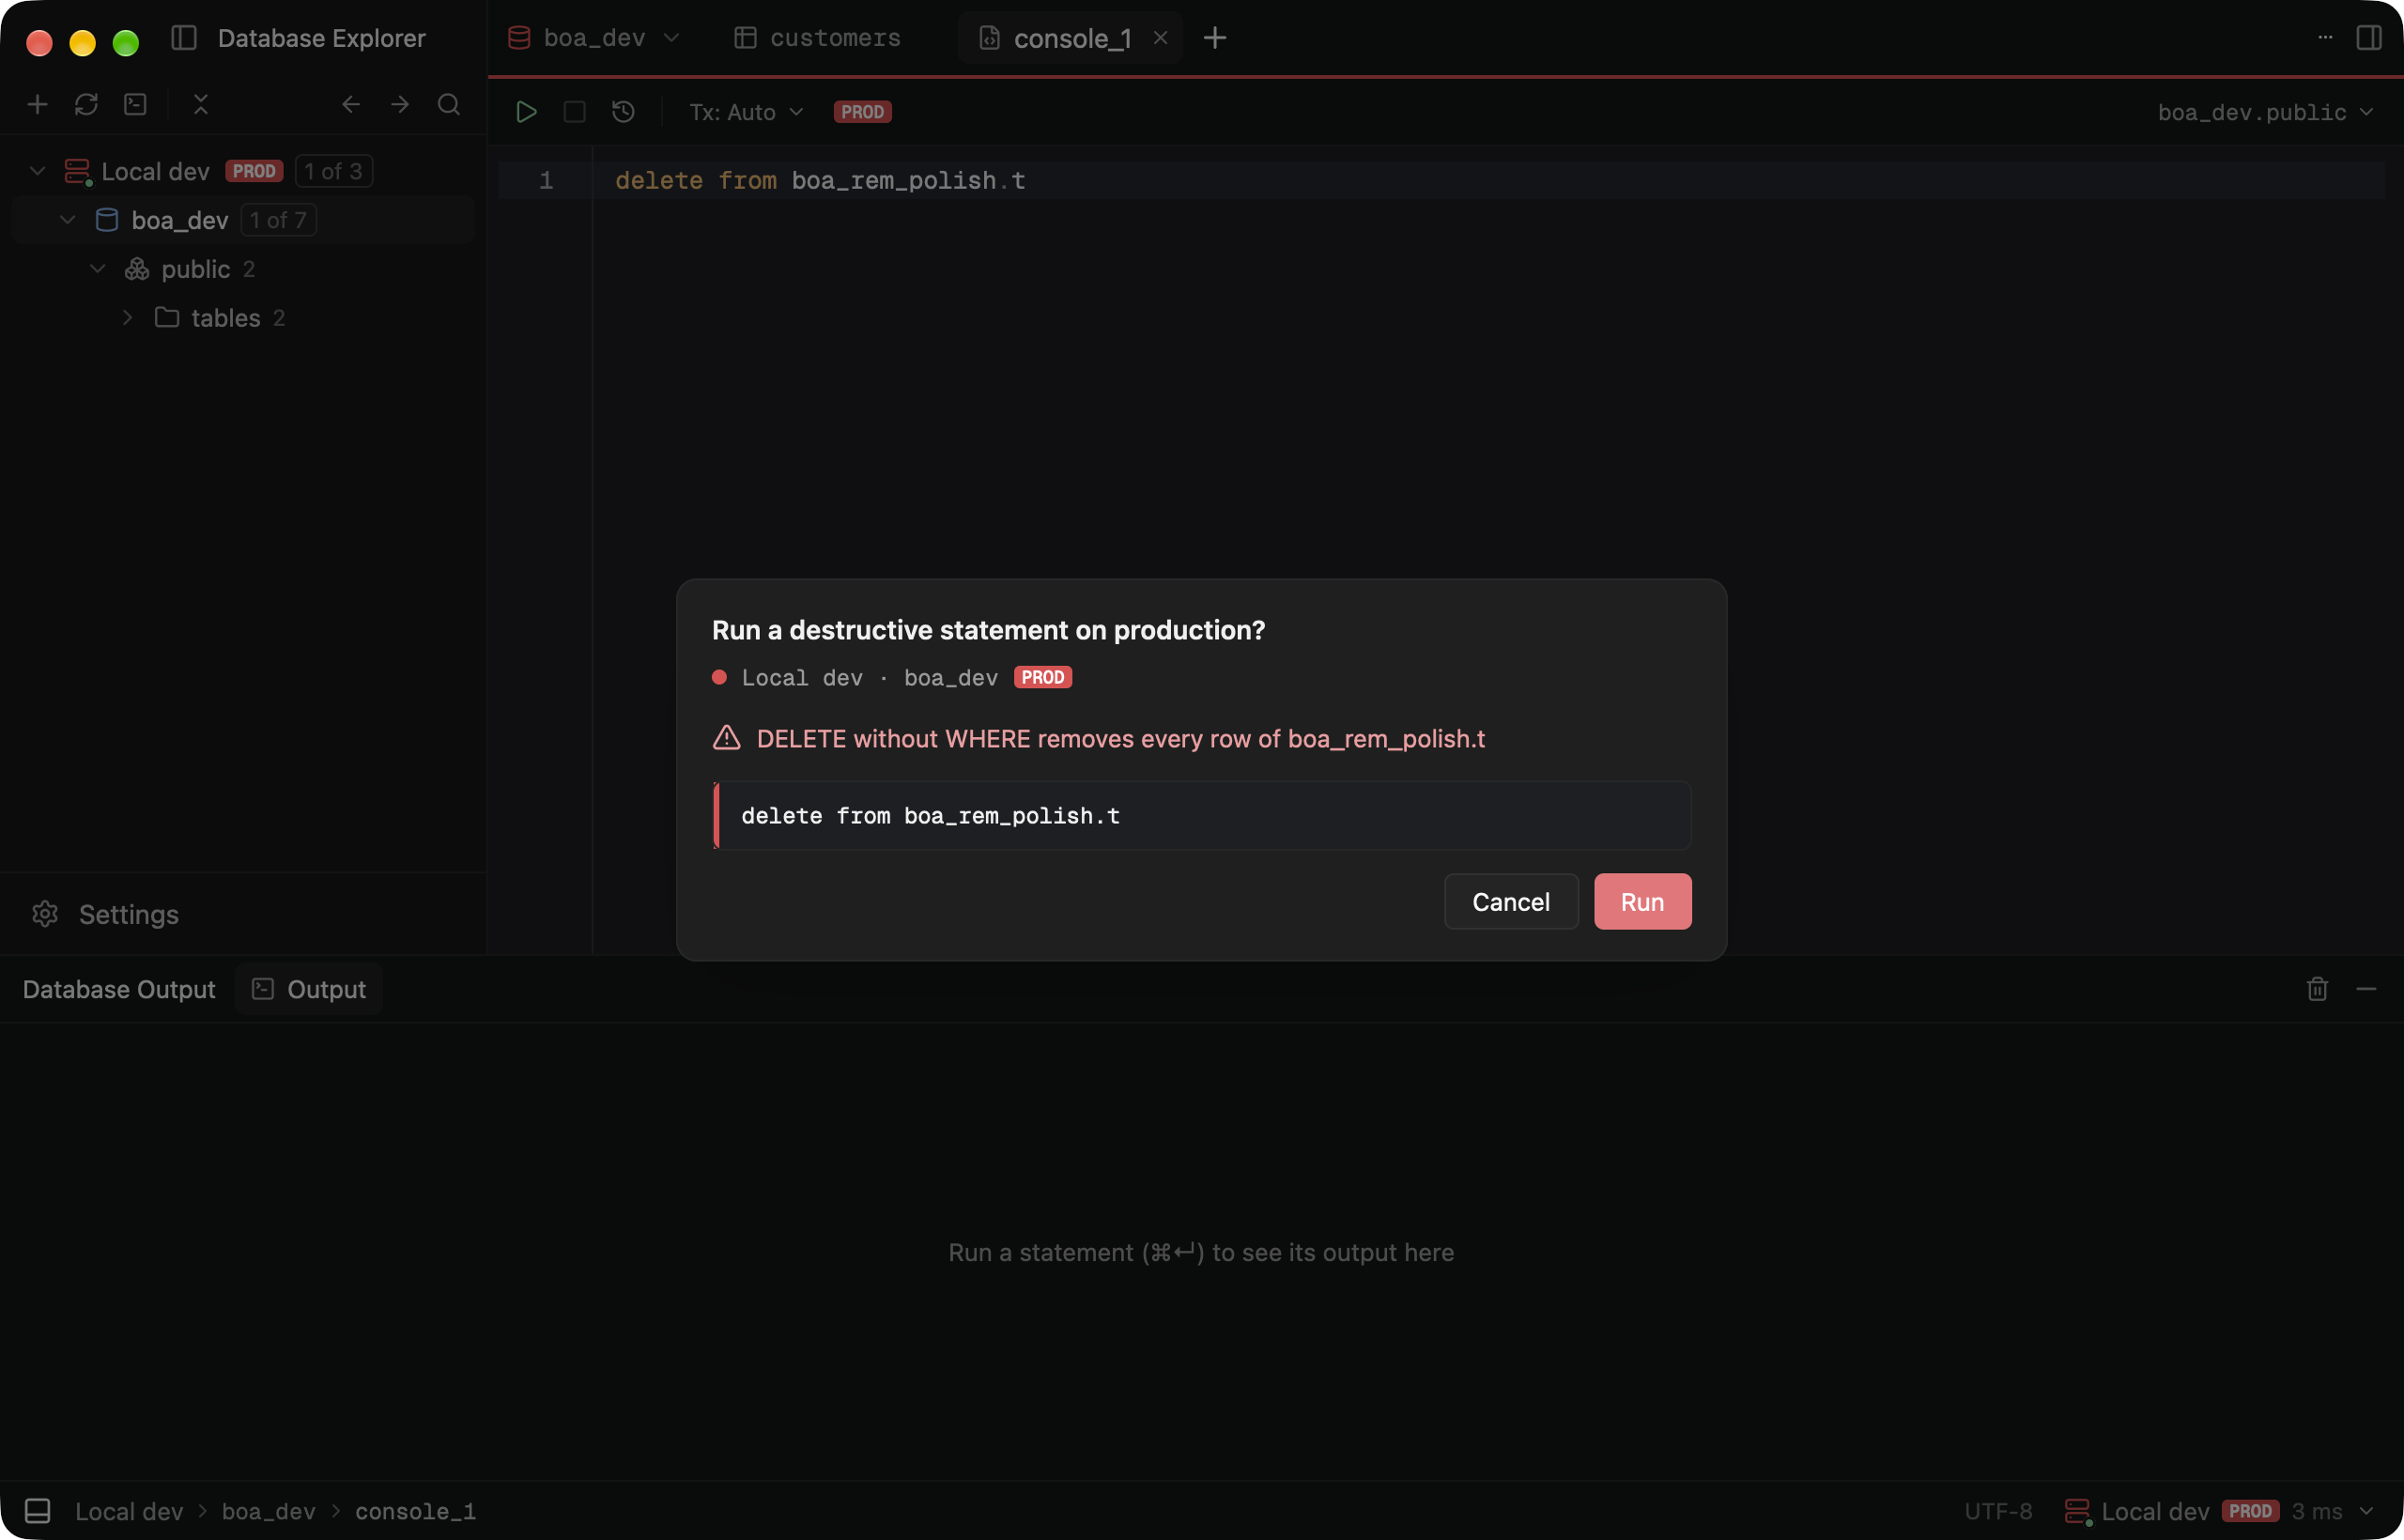 Database Explorer
boa_dev
customers
console_1
Tx: Auto
PROD
boa_dev.public
Local dev PROD 1 of 3
boa_dev 1 of 7
public 2
tables 2
1 delete from boa_rem_polish.t
Run a destructive statement on production?
Local dev · boa_dev PROD
DELETE without WHERE removes every row of boa_rem_polish.t
delete from boa_rem_polish.t
Cancel
Run
Settings
Database Output
Output
Run a statement (⌘↵) to see its output here
Local dev > boa_dev > console_1
UTF-8
Local dev PROD 3 ms